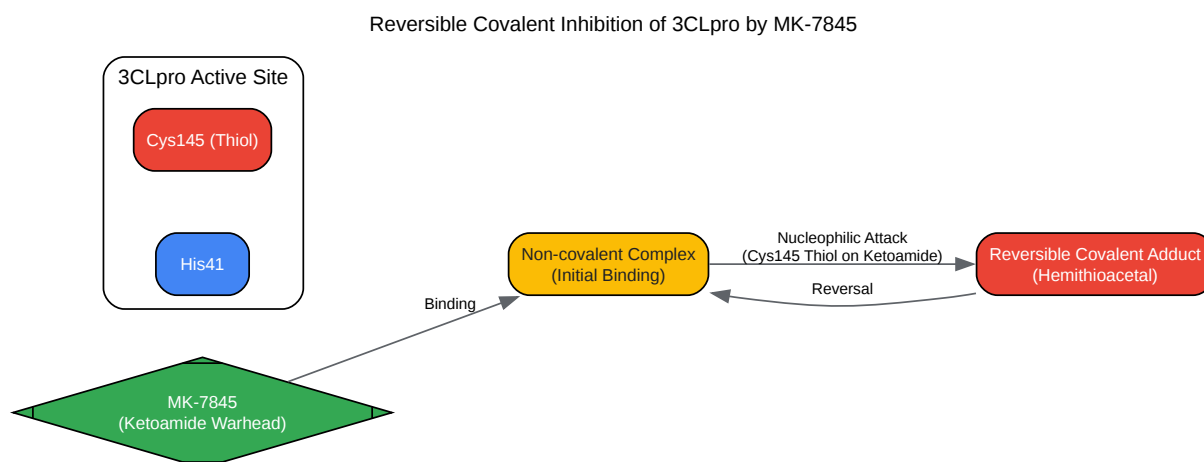 Reversible Covalent Inhibition of 3CLpro by MK-7845
3CLpro Active Site
Cys145 (Thiol)
His41
MK-7845
(Ketoamide Warhead)
Binding
Non-covalent Complex
(Initial Binding)
Nucleophilic Attack
(Cys145 Thiol on Ketoamide)
Reversal
Reversible Covalent Adduct
(Hemithioacetal)